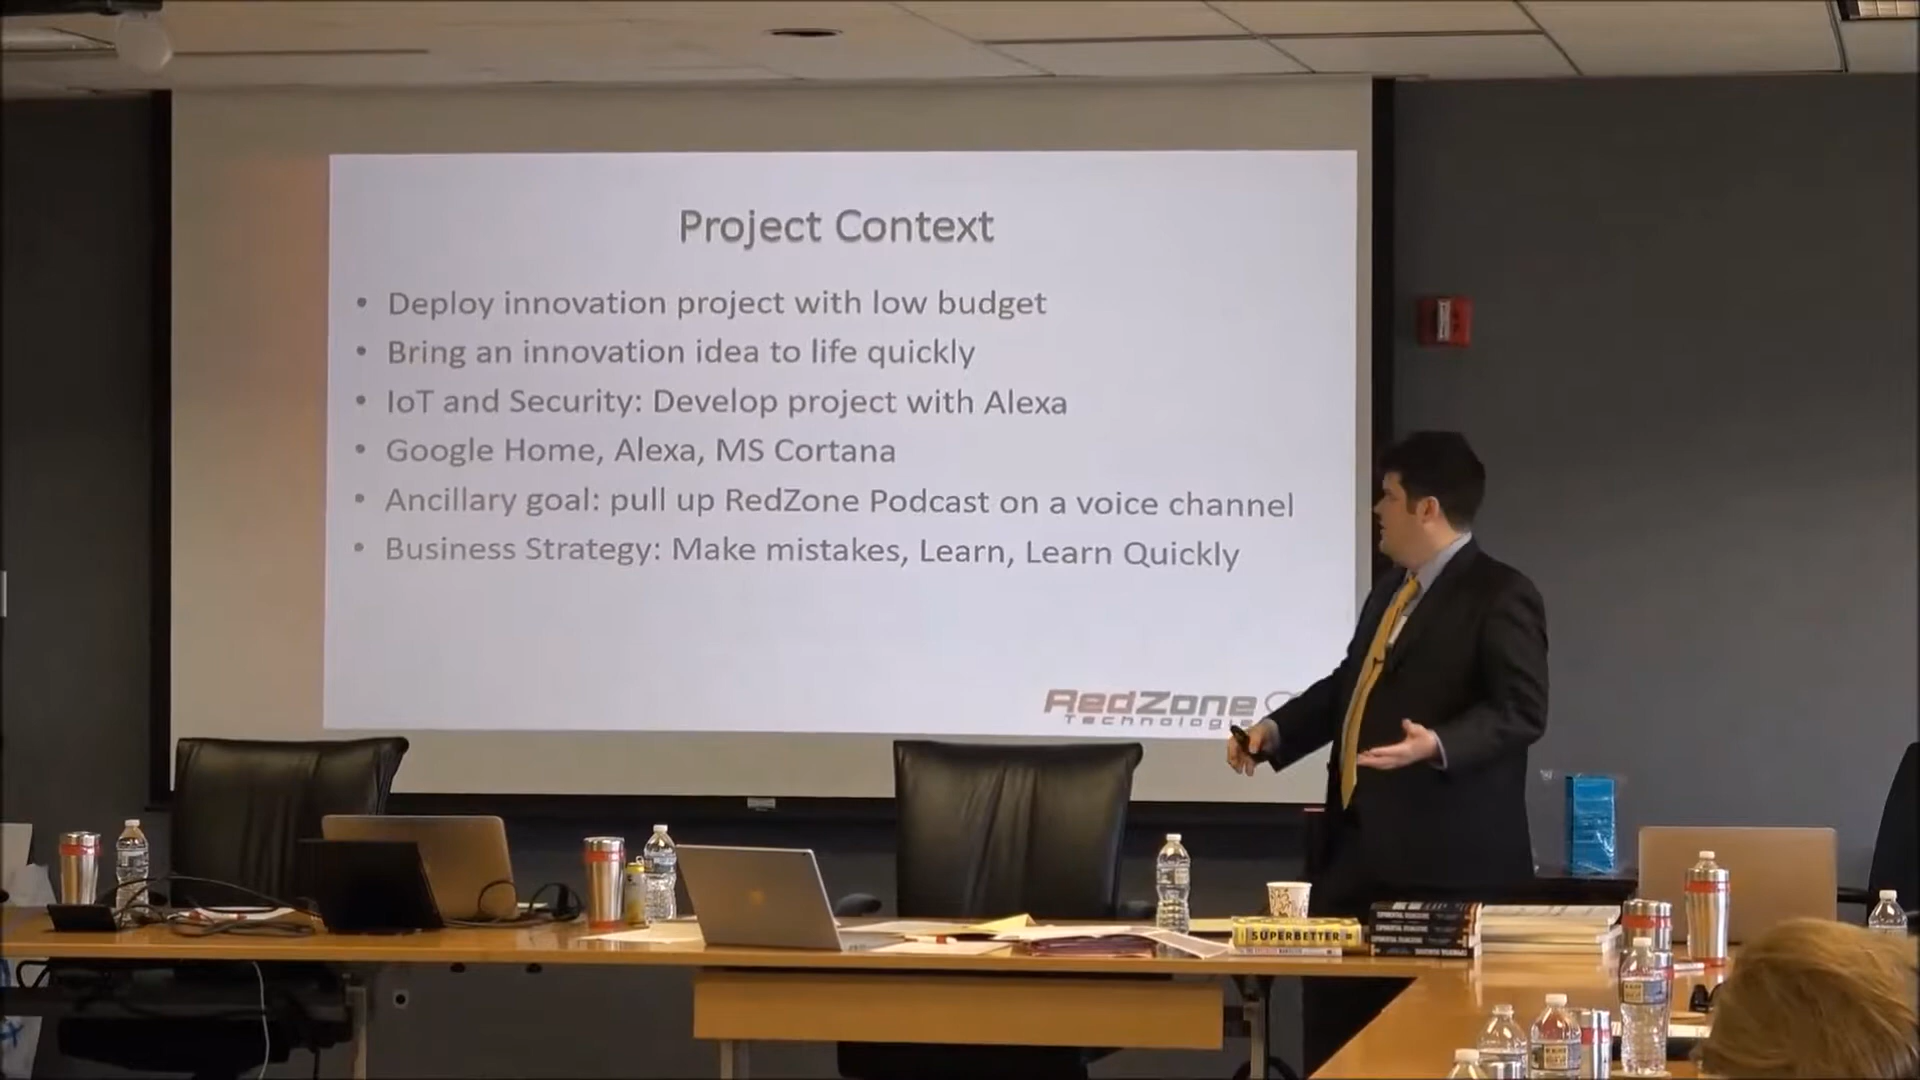 Project Context
• Deploy innovation project with low budget
• Bring an innovation idea to life quickly
• IoT and Security: Develop project with Alexa
• Google Home, Alexa, MS Cortana
• Ancillary goal: pull up RedZone Podcast on a voice channel
• Business Strategy: Make mistakes, Learn, Learn Quickly
RedZone
Technologie
SUPERBETTER